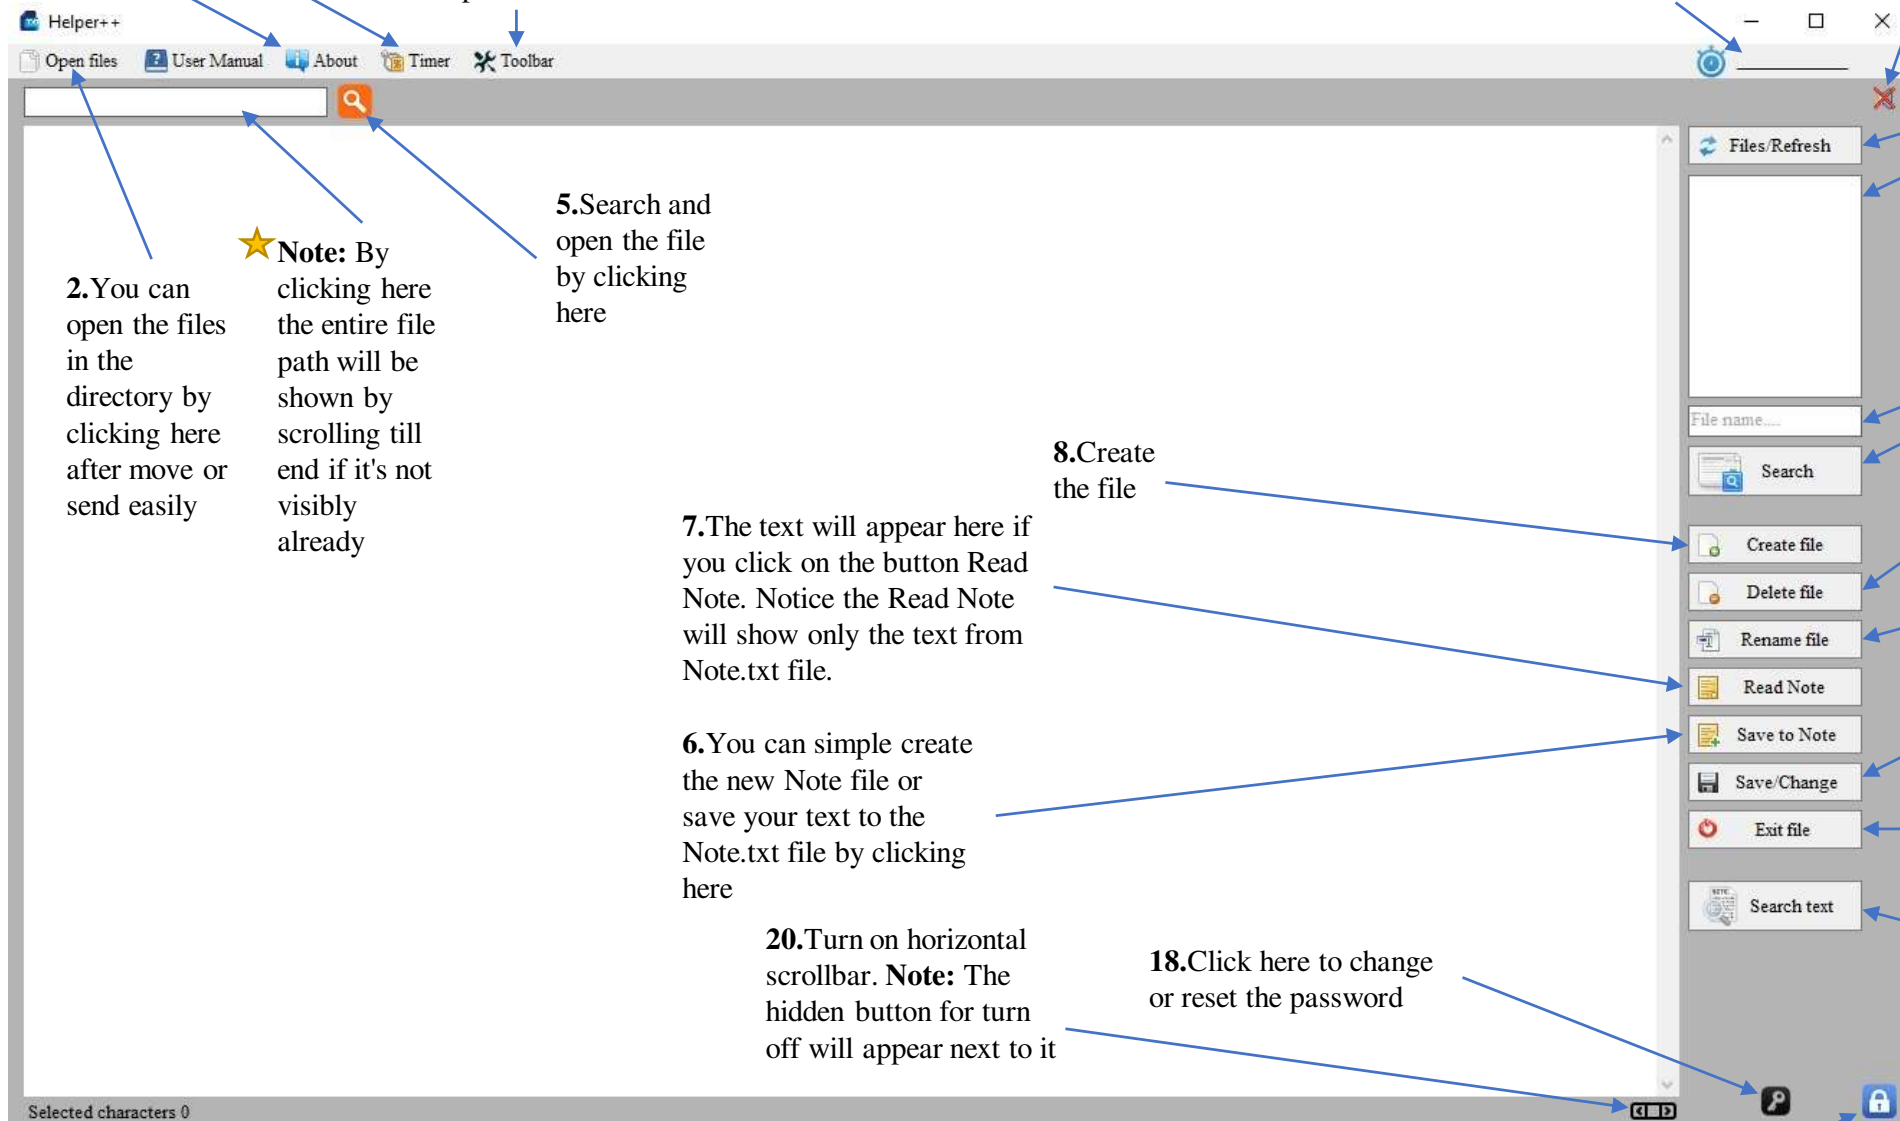 Helper++
Open files User Manual About Timer Toolbar
Files/Refresh
5.Search and
open the file
by clicking
here
Note: By
clicking here
the entire file
path will be
shown by
scrolling till
end if it's not
visibly
already
2.You can
open the files
in the
directory by
clicking here
after move or
send easily
File name....
Search
8.Create
the file
Create file
7.The text will appear here if
you click on the button Read
Note. Notice the Read Note
will show only the text from
Note.txt file.
Delete file
Rename file
Read Note
6.You can simple create
the new Note file or
save your text to the
Note.txt file by clicking
here
Save to Note
Save/Change
Exit file
Search text
20.Turn on horizontal
scrollbar. Note: The
hidden button for turn
off will appear next to it
18.Click here to change
or reset the password
Selected characters 0